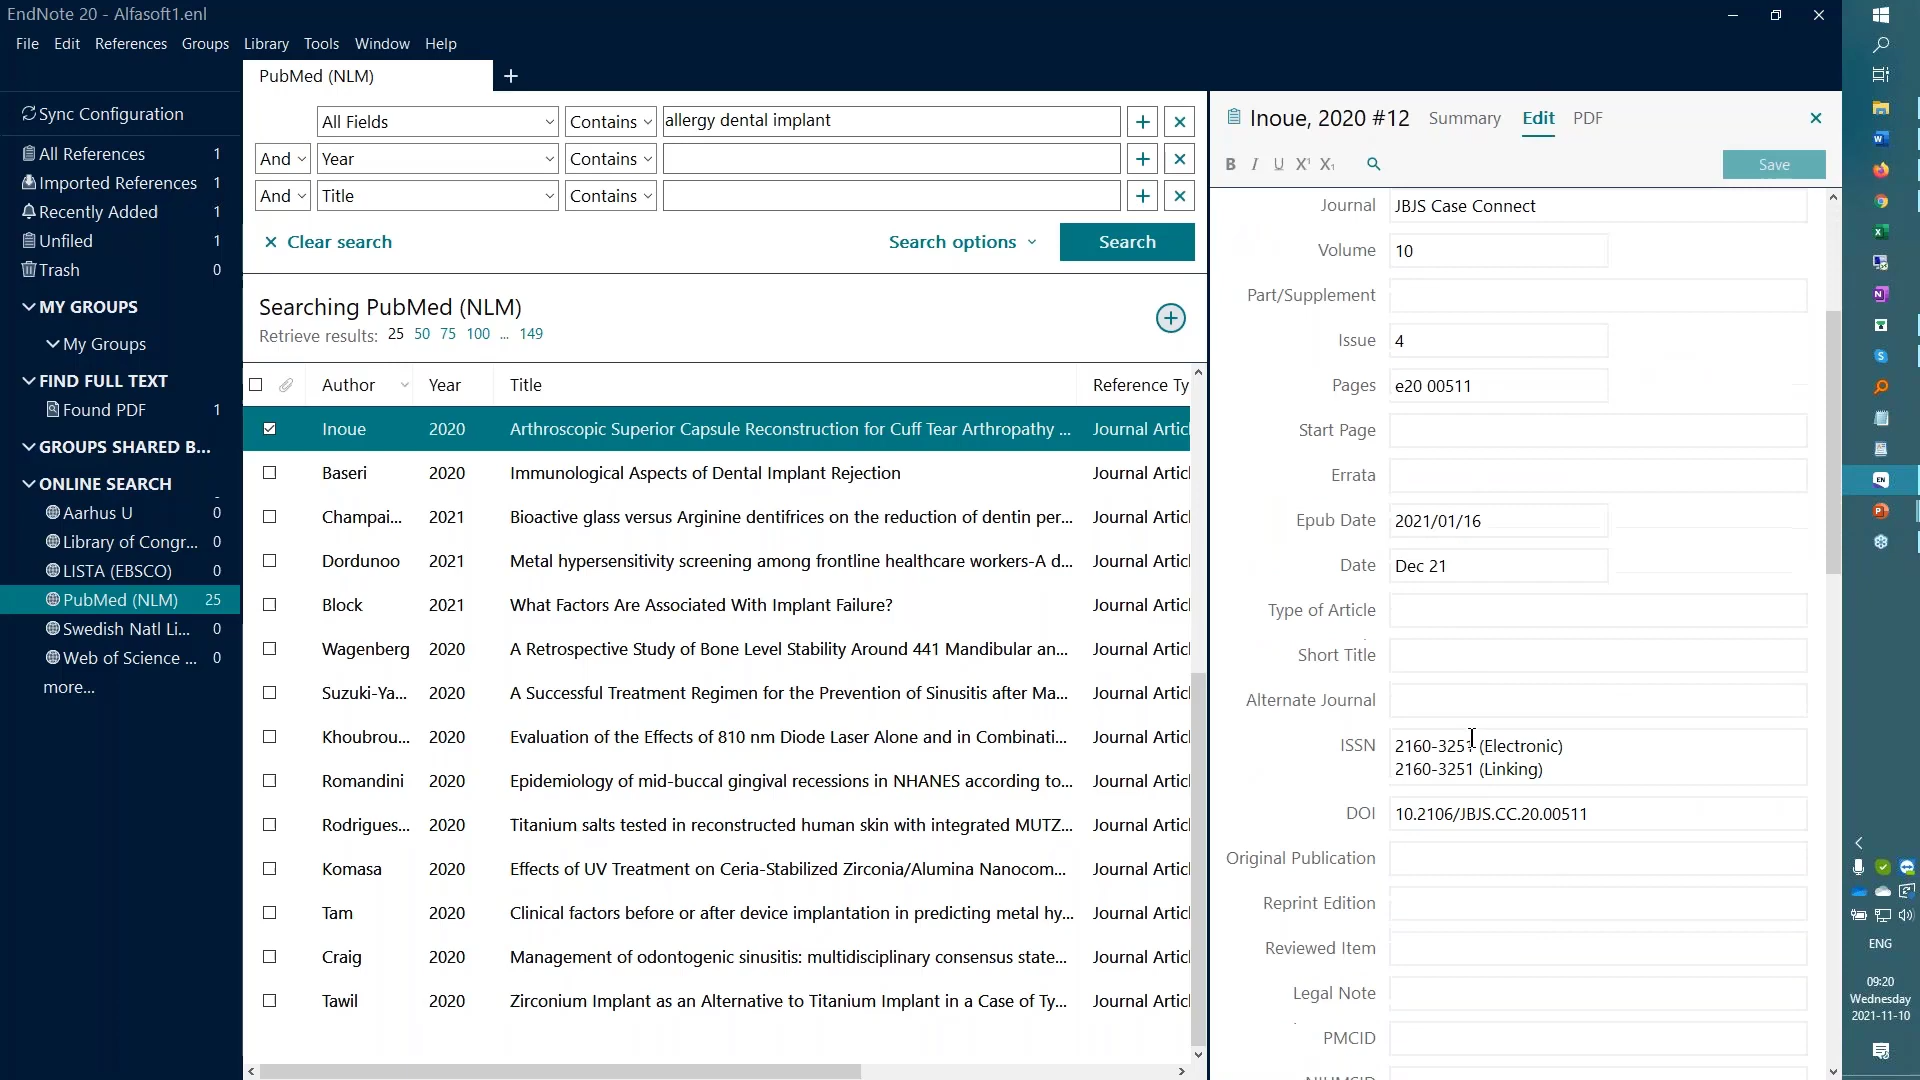 EndNote 20 - Alfasoft1.enl
File Edit References Groups Library Tools Window Help
PubMed (NLM)
Sync Configuration
All References 1
Imported References 1
Recently Added 1
Unfiled 1
Trash 0
MY GROUPS
My Groups
FIND FULL TEXT
Found PDF 1
GROUPS SHARED B...
ONLINE SEARCH
Aarhus U 0
Library of Congr... 0
LISTA (EBSCO) 0
PubMed (NLM) 25
Swedish Natl Li... 0
Web of Science ... 0
more...
All Fields Contains allergy dental implant
And Year Contains
And Title Contains
Clear search Search options Search
Searching PubMed (NLM)
Retrieve results: 25 50 75 100 ... 149
Author Year Title Reference Ty
Inoue 2020 Arthroscopic Superior Capsule Reconstruction for Cuff Tear Arthropathy ... Journal Artic
Baseri 2020 Immunological Aspects of Dental Implant Rejection Journal Artic
Champai... 2021 Bioactive glass versus Arginine dentifrices on the reduction of dentin per... Journal Artic
Dordunoo 2021 Metal hypersensitivity screening among frontline healthcare workers-A d... Journal Artic
Block 2021 What Factors Are Associated With Implant Failure? Journal Artic
Wagenberg 2020 A Retrospective Study of Bone Level Stability Around 441 Mandibular an... Journal Artic
Suzuki-Ya... 2020 A Successful Treatment Regimen for the Prevention of Sinusitis after Ma... Journal Artic
Khoubrou... 2020 Evaluation of the Effects of 810 nm Diode Laser Alone and in Combinati... Journal Artic
Romandini 2020 Epidemiology of mid-buccal gingival recessions in NHANES according to... Journal Artic
Rodrigues... 2020 Titanium salts tested in reconstructed human skin with integrated MUTZ... Journal Artic
Komasa 2020 Effects of UV Treatment on Ceria-Stabilized Zirconia/Alumina Nanocom... Journal Artic
Tam 2020 Clinical factors before or after device implantation in predicting metal hy... Journal Artic
Craig 2020 Management of odontogenic sinusitis: multidisciplinary consensus state... Journal Artic
Tawil 2020 Zirconium Implant as an Alternative to Titanium Implant in a Case of Ty... Journal Artic
Inoue, 2020 #12 Summary Edit PDF
B I U X¹ X₁ Save
Journal JBJS Case Connect
Volume 10
Part/Supplement
Issue 4
Pages e20 00511
Start Page
Errata
Epub Date 2021/01/16
Date Dec 21
Type of Article
Short Title
Alternate Journal
ISSN 2160-3251 (Electronic)
2160-3251 (Linking)
DOI 10.2106/JBJS.CC.20.00511
Original Publication
Reprint Edition
Reviewed Item
Legal Note
PMCID
EN
ENG
09:20
Wednesday
2021-11-10